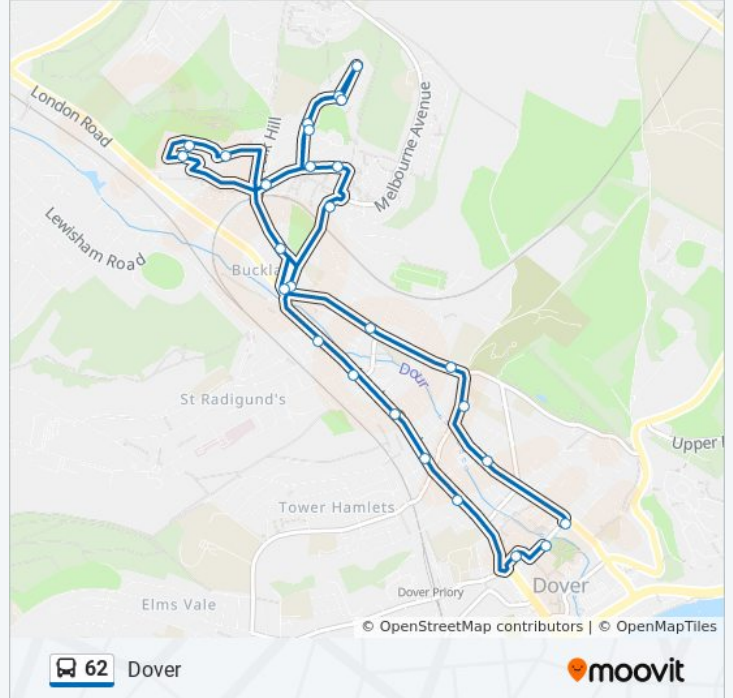 London Road
k Hill
Melbourne Avenue
Lewisham Road
Buckla
Dour
St Radigund's
Upper
Tower Hamlets
Dover Priory
Dover
Elms Vale
© OpenStreetMap contributors | © OpenMapTiles
62 Dover
moovit